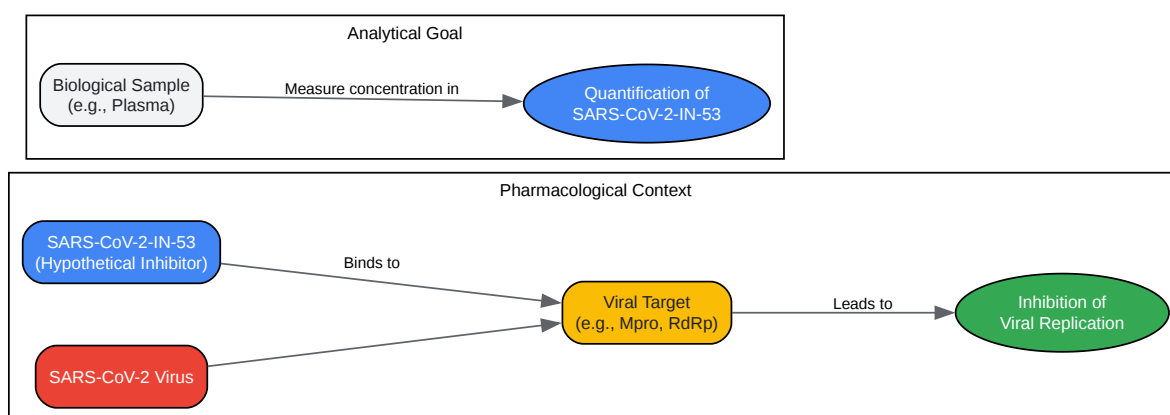 Analytical Goal
Biological Sample
(e.g., Plasma)
Measure concentration in
Quantification of
SARS-CoV-2-IN-53
Pharmacological Context
SARS-CoV-2-IN-53
(Hypothetical Inhibitor)
Binds to
Viral Target
(e.g., Mpro, RdRp)
Leads to
Inhibition of
Viral Replication
SARS-CoV-2 Virus